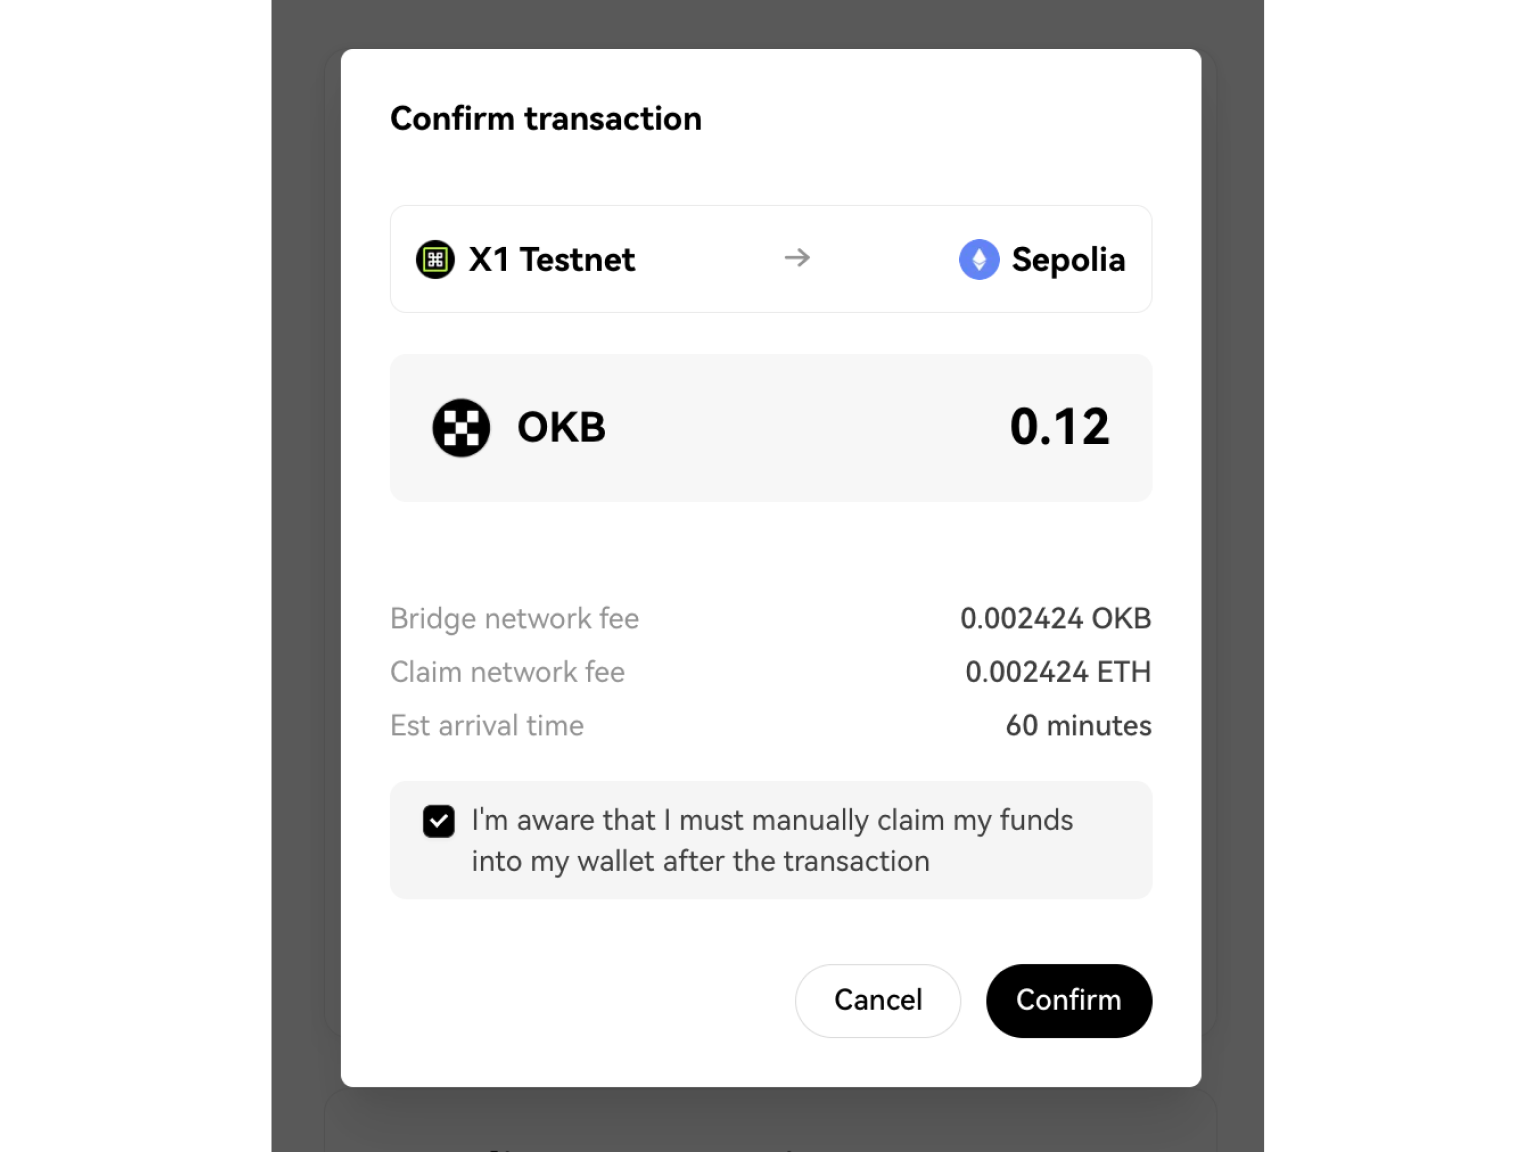 Confirm transaction
X1 Testnet → Sepolia
OKB 0.12
Bridge network fee 0.002424 OKB
Claim network fee 0.002424 ETH
Est arrival time 60 minutes
I'm aware that I must manually claim my funds
into my wallet after the transaction
Cancel Confirm